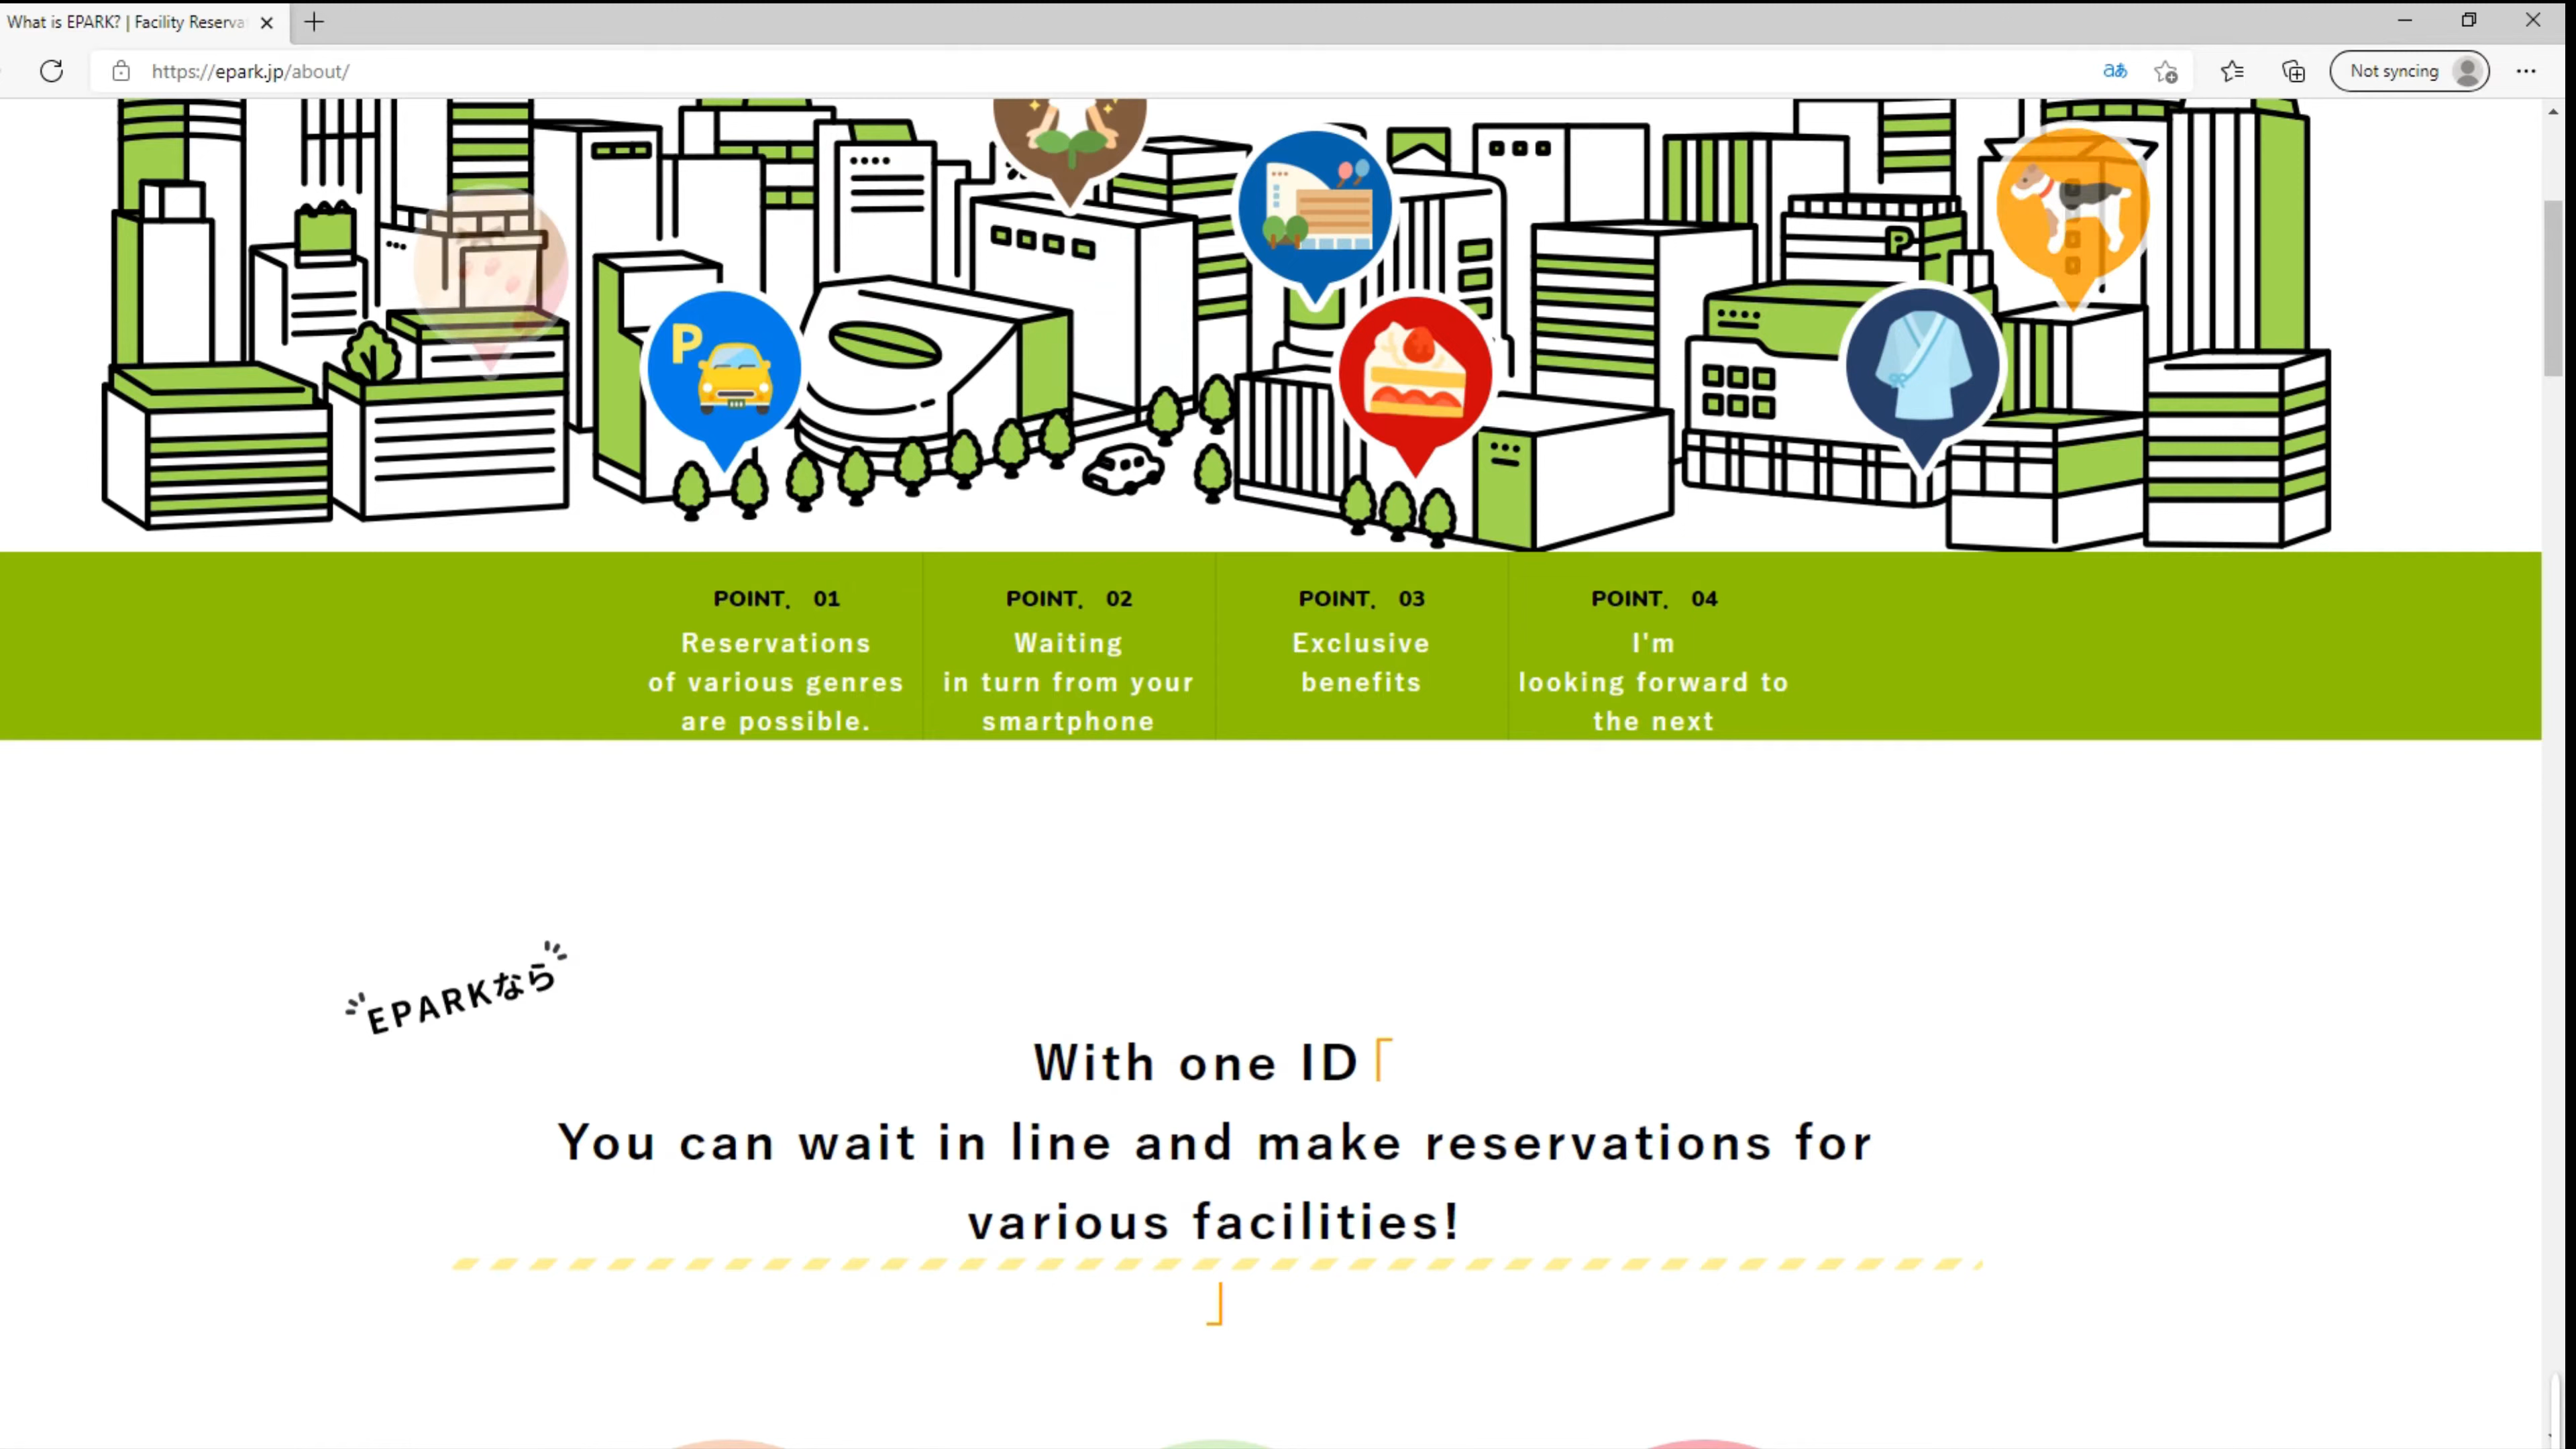 What is EPARK? | Facility Reserva
https://epark.jp/about/
aあ
Not syncing
P
P
POINT. 01
Reservations
of various genres
are possible.
POINT. 02
Waiting
in turn from your
smartphone
POINT. 03
Exclusive
benefits
POINT. 04
I'm
looking forward to
the next
EPARKなら
With one ID「
You can wait in line and make reservations for
various facilities!
」